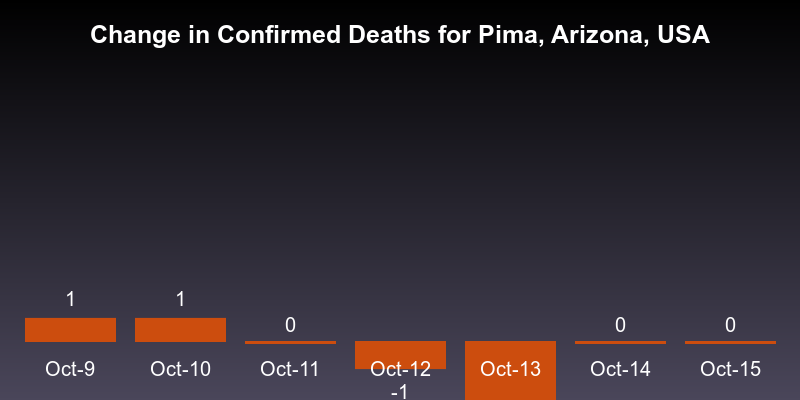 Change in Confirmed Deaths for Pima, Arizona, USA
1 1 0 0 0
Oct-9 Oct-10 Oct-11 Oct-12 Oct-13 Oct-14 Oct-15
-1